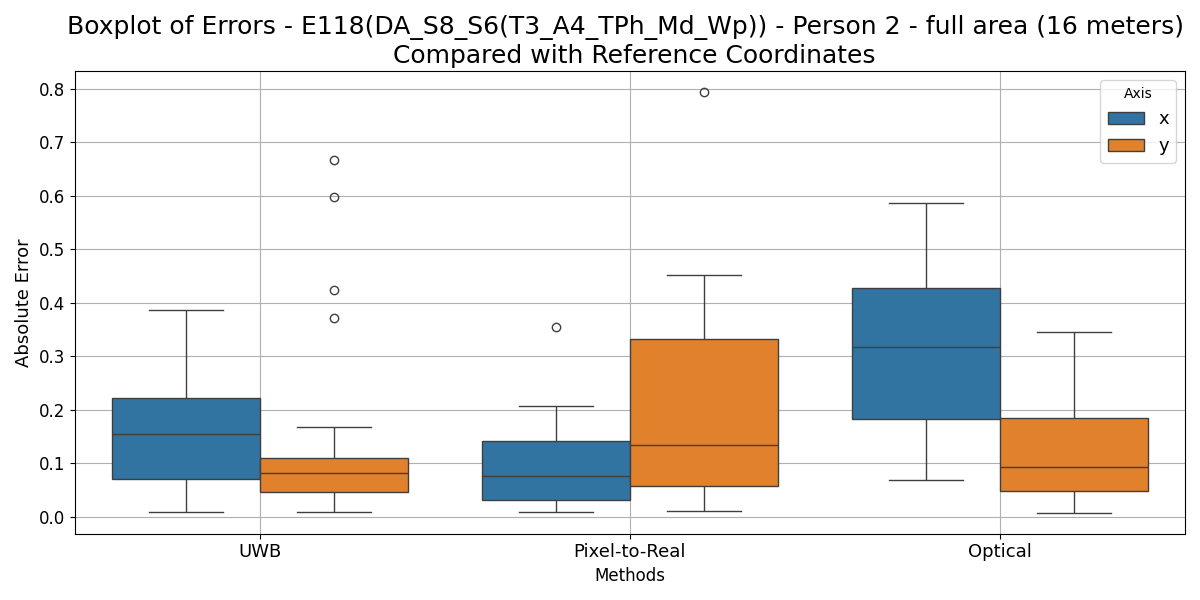 Boxplot of Errors - E118(DA_S8_S6(T3_A4_TPh_Md_Wp)) - Person 2 - full area (16 meters)
Compared with Reference Coordinates
Absolute Error
0.8
0.7
0.6
0.5
0.4
0.3
0.2
0.1
0.0
Axis
x
y
UWB
Pixel-to-Real
Optical
Methods